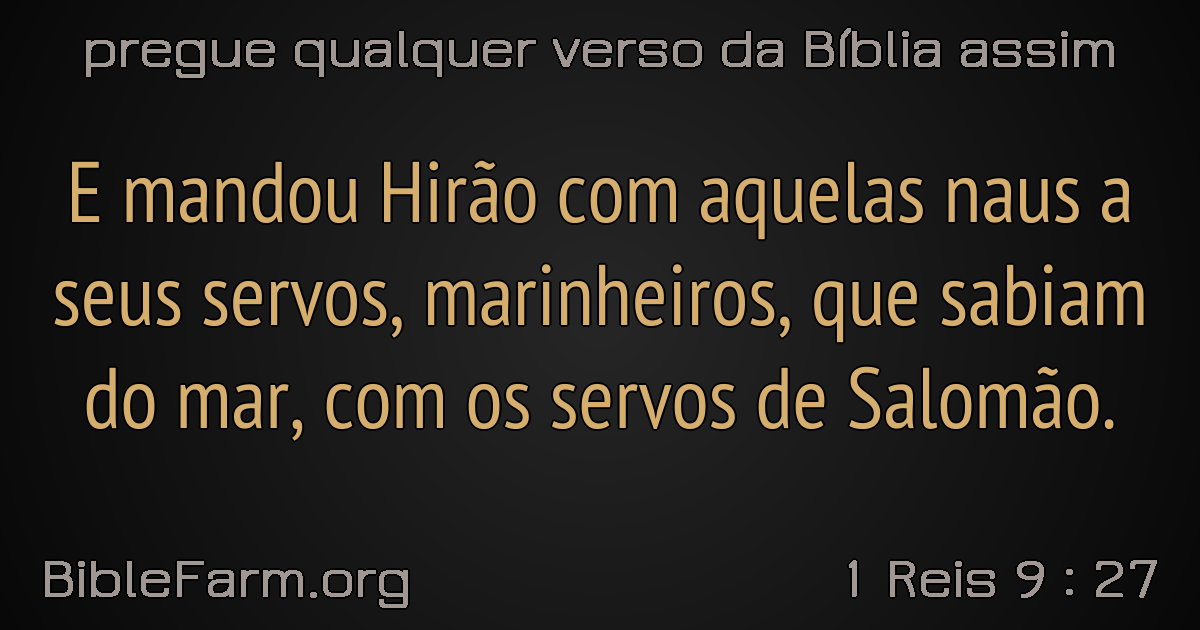 pregue qualquer verso da Bíblia assim
E mandou Hirão com aquelas naus a
seus servos, marinheiros, que sabiam
do mar, com os servos de Salomão.
BibleFarm.org
1 Reis 9 : 27